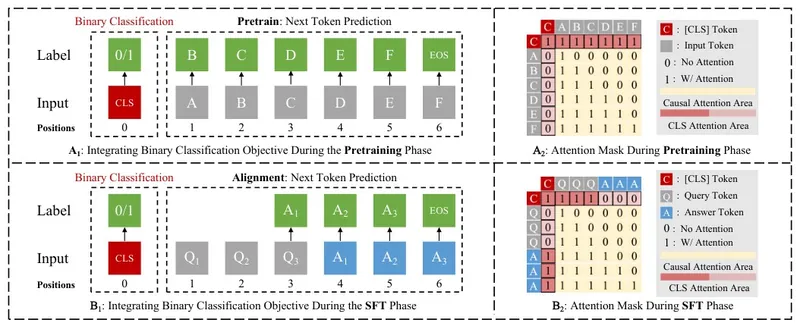 Binary Classification
Pretrain: Next Token Prediction
Label
0/1 B C D E F EOS
Input
CLS A B C D E F
Positions
0 1 2 3 4 5 6
A1: Integrating Binary Classification Objective During the Pretraining Phase
C A B C D E F
C 1 1 1 1 1 1 1
A 0 1 0 0 0 0 0
B 0 1 1 0 0 0 0
C 0 1 1 1 0 0 0
D 0 1 1 1 1 0 0
E 0 1 1 1 1 1 0
F 0 1 1 1 1 1 1
C : [CLS] Token
: Input Token
0 : No Attention
1 : W/ Attention
Causal Attention Area
CLS Attention Area
A2: Attention Mask During Pretraining Phase
Binary Classification
Alignment: Next Token Prediction
Label
0/1 A1 A2 A3 EOS
Input
CLS Q1 Q2 Q3 A1 A2 A3
Positions
0 1 2 3 4 5 6
B1: Integrating Binary Classification Objective During the SFT Phase
C Q Q Q A A A
C 1 1 1 1 0 0 0
Q 0 1 0 0 0 0 0
Q 0 1 1 0 0 0 0
Q 0 1 1 1 0 0 0
A 1 1 1 1 1 0 0
A 1 1 1 1 1 1 0
A 1 1 1 1 1 1 1
C : [CLS] Token
Q : Query Token
A : Answer Token
0 : No Attention
1 : W/ Attention
Causal Attention Area
CLS Attention Area
B2: Attention Mask During SFT Phase